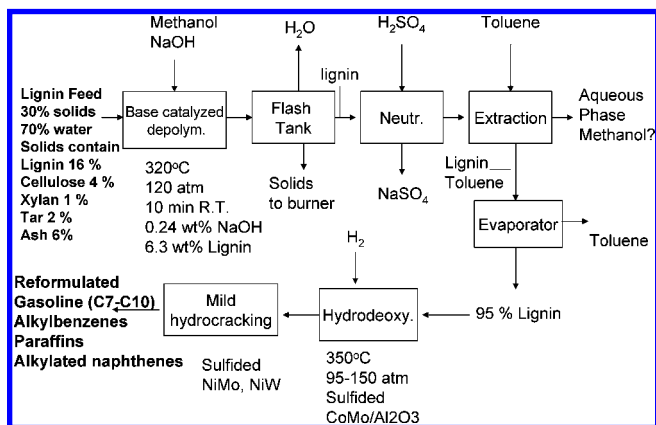 Methanol
NaOH
H2O
H2SO4
Toluene
lignin
Lignin Feed
30% solids
70% water
Solids contain
Lignin 16 %
Cellulose 4 %
Xylan 1 %
Tar 2 %
Ash 6%
Base catalyzed
depolym.
Flash
Tank
Neutr.
Extraction
Aqueous
Phase
Methanol?
320oC
120 atm
10 min R.T.
0.24 wt% NaOH
6.3 wt% Lignin
Solids
to burner
NaSO4
Lignin
Toluene
Evaporator
Toluene
H2
Reformulated
Gasoline (C7-C10)
Alkylbenzenes
Paraffins
Alkylated naphthenes
Mild
hydrocracking
Hydrodeoxy.
95 % Lignin
Sulfided
NiMo, NiW
350oC
95-150 atm
Sulfided
CoMo/Al2O3